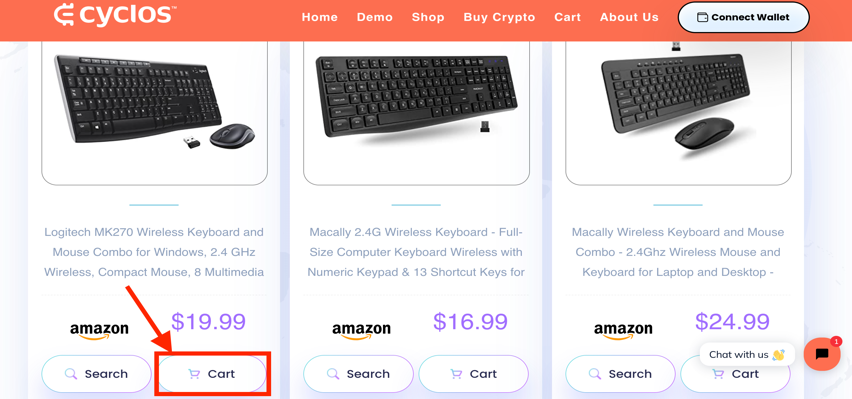 cyclos™
Home Demo Shop Buy Crypto Cart About Us Connect Wallet
Logitech MK270 Wireless Keyboard and
Mouse Combo for Windows, 2.4 GHz
Wireless, Compact Mouse, 8 Multimedia
amazon $19.99
Search Cart
Macally 2.4G Wireless Keyboard - Full-
Size Computer Keyboard Wireless with
Numeric Keypad & 13 Shortcut Keys for
amazon $16.99
Search Cart
Macally Wireless Keyboard and Mouse
Combo - 2.4Ghz Wireless Mouse and
Keyboard for Laptop and Desktop -
amazon $24.99
Search Cart
Chat with us 👋
1